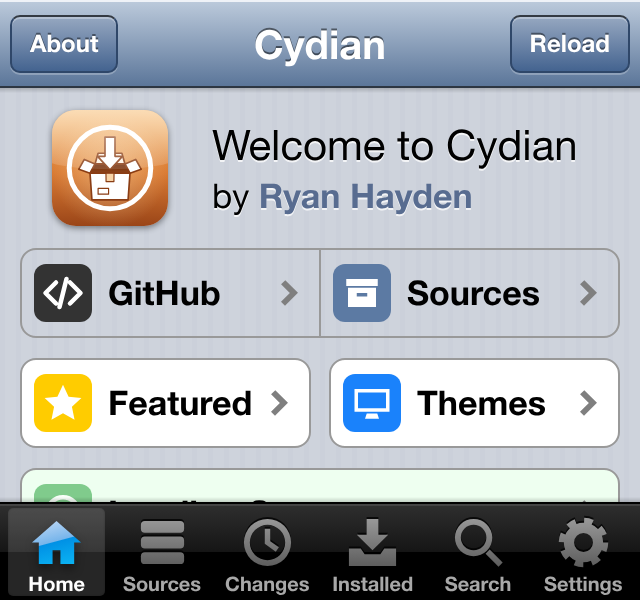 About
Cydian
Reload
Welcome to Cydian
by Ryan Hayden
GitHub
Sources
Featured
Themes
Home
Sources
Changes
Installed
Search
Settings